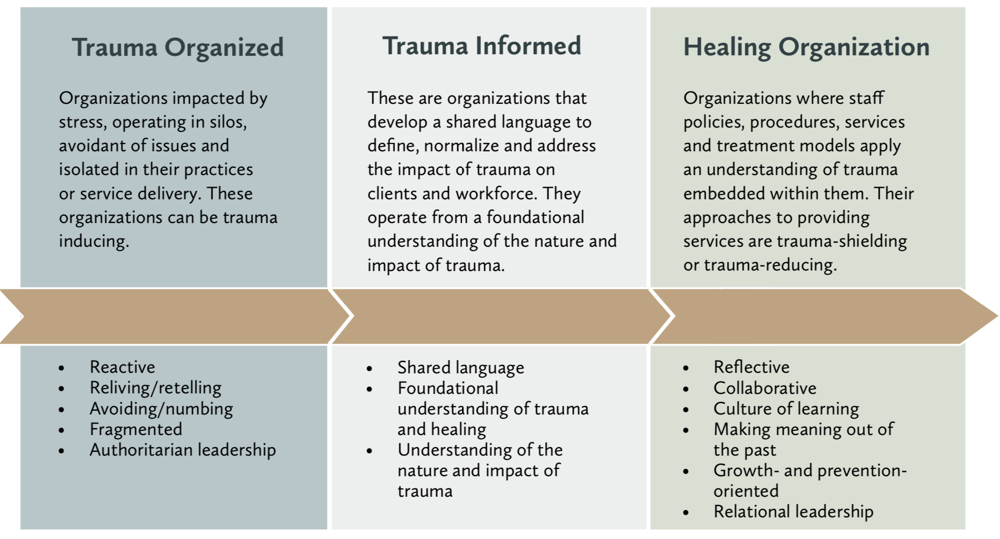 Trauma Organized
Organizations impacted by
stress, operating in silos,
avoidant of issues and
isolated in their practices
or service delivery. These
organizations can be trauma
inducing.
• Reactive
• Reliving/retelling
• Avoiding/numbing
• Fragmented
• Authoritarian leadership
Trauma Informed
These are organizations that
develop a shared language to
define, normalize and address
the impact of trauma on
clients and workforce. They
operate from a foundational
understanding of the nature and
impact of trauma.
• Shared language
• Foundational
understanding of trauma
and healing
• Understanding of the
nature and impact of
trauma
Healing Organization
Organizations where staff
policies, procedures, services
and treatment models apply
an understanding of trauma
embedded within them. Their
approaches to providing
services are trauma-shielding
or trauma-reducing.
• Reflective
• Collaborative
• Culture of learning
• Making meaning out of
the past
• Growth- and prevention-
oriented
• Relational leadership